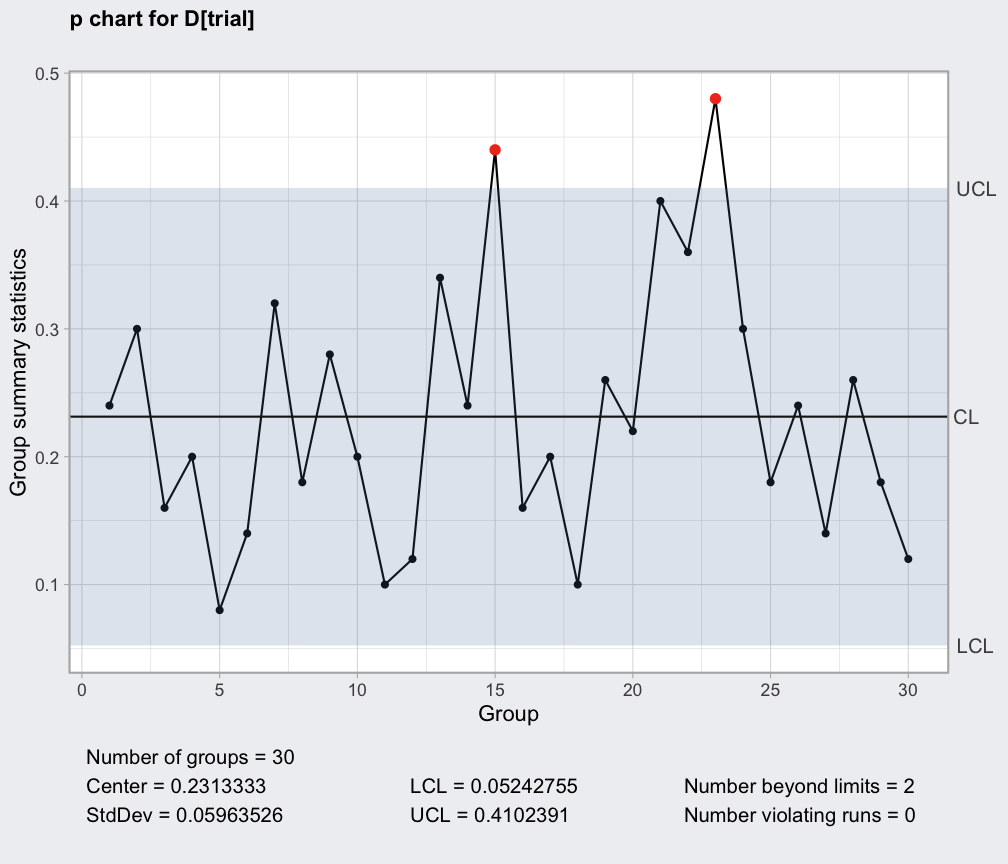 p chart for D[trial]
0.5
UCL
0.4
0.3
Group summary statistics
CL
0.2
0.1
LCL
0 5 10 15 20 25 30
Group
Number of groups = 30
Center = 0.2313333 LCL = 0.05242755 Number beyond limits = 2
StdDev = 0.05963526 UCL = 0.4102391 Number violating runs = 0